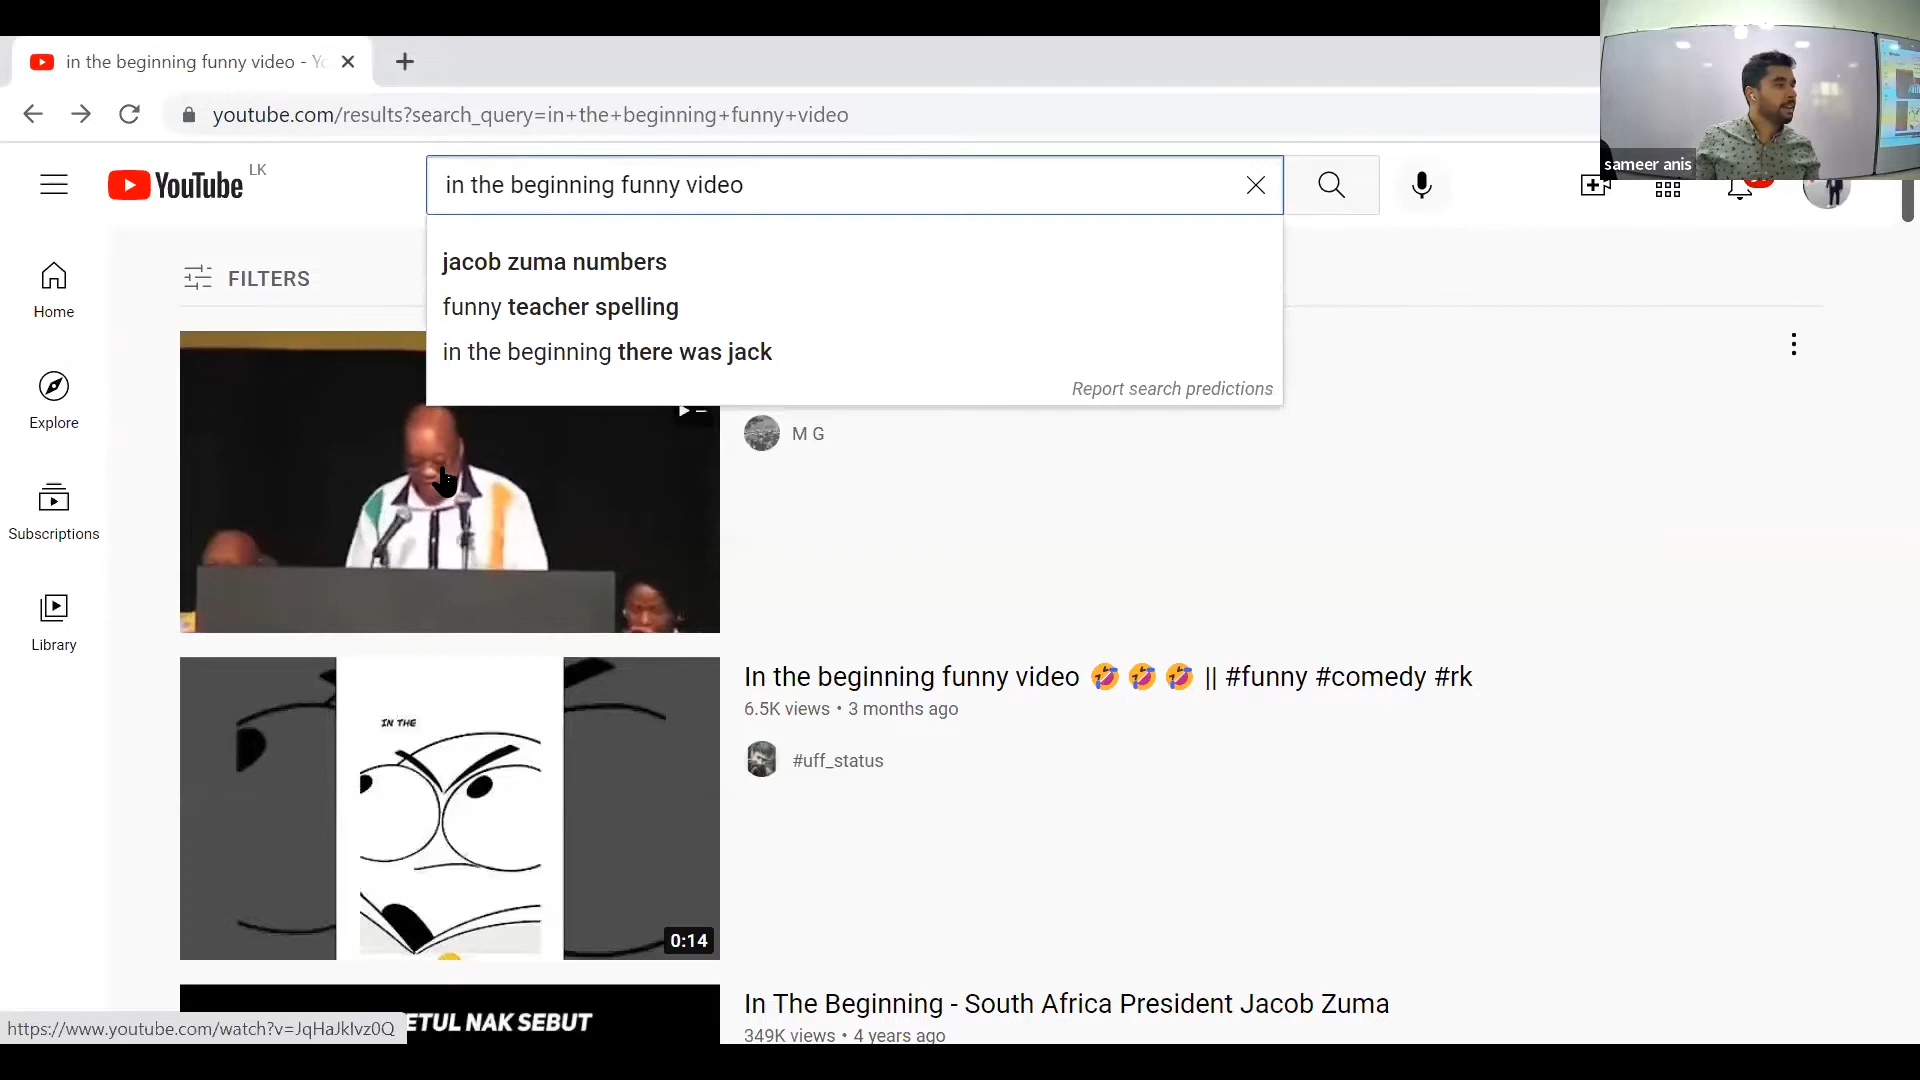 in the beginning funny video - Yo
youtube.com/results?search_query=in+the+beginning+funny+video
sameer anis
YouTube LK
in the beginning funny video
jacob zuma numbers
funny teacher spelling
in the beginning there was jack
Report search predictions
FILTERS
Home
Explore
Subscriptions
Library
M G
IN THE
0:14
In the beginning funny video 🤣 🤣 🤣 || #funny #comedy #rk
6.5K views • 3 months ago
#uff_status
ETUL NAK SEBUT
In The Beginning - South Africa President Jacob Zuma
349K views • 4 years ago
https://www.youtube.com/watch?v=JqHaJkIvz0Q